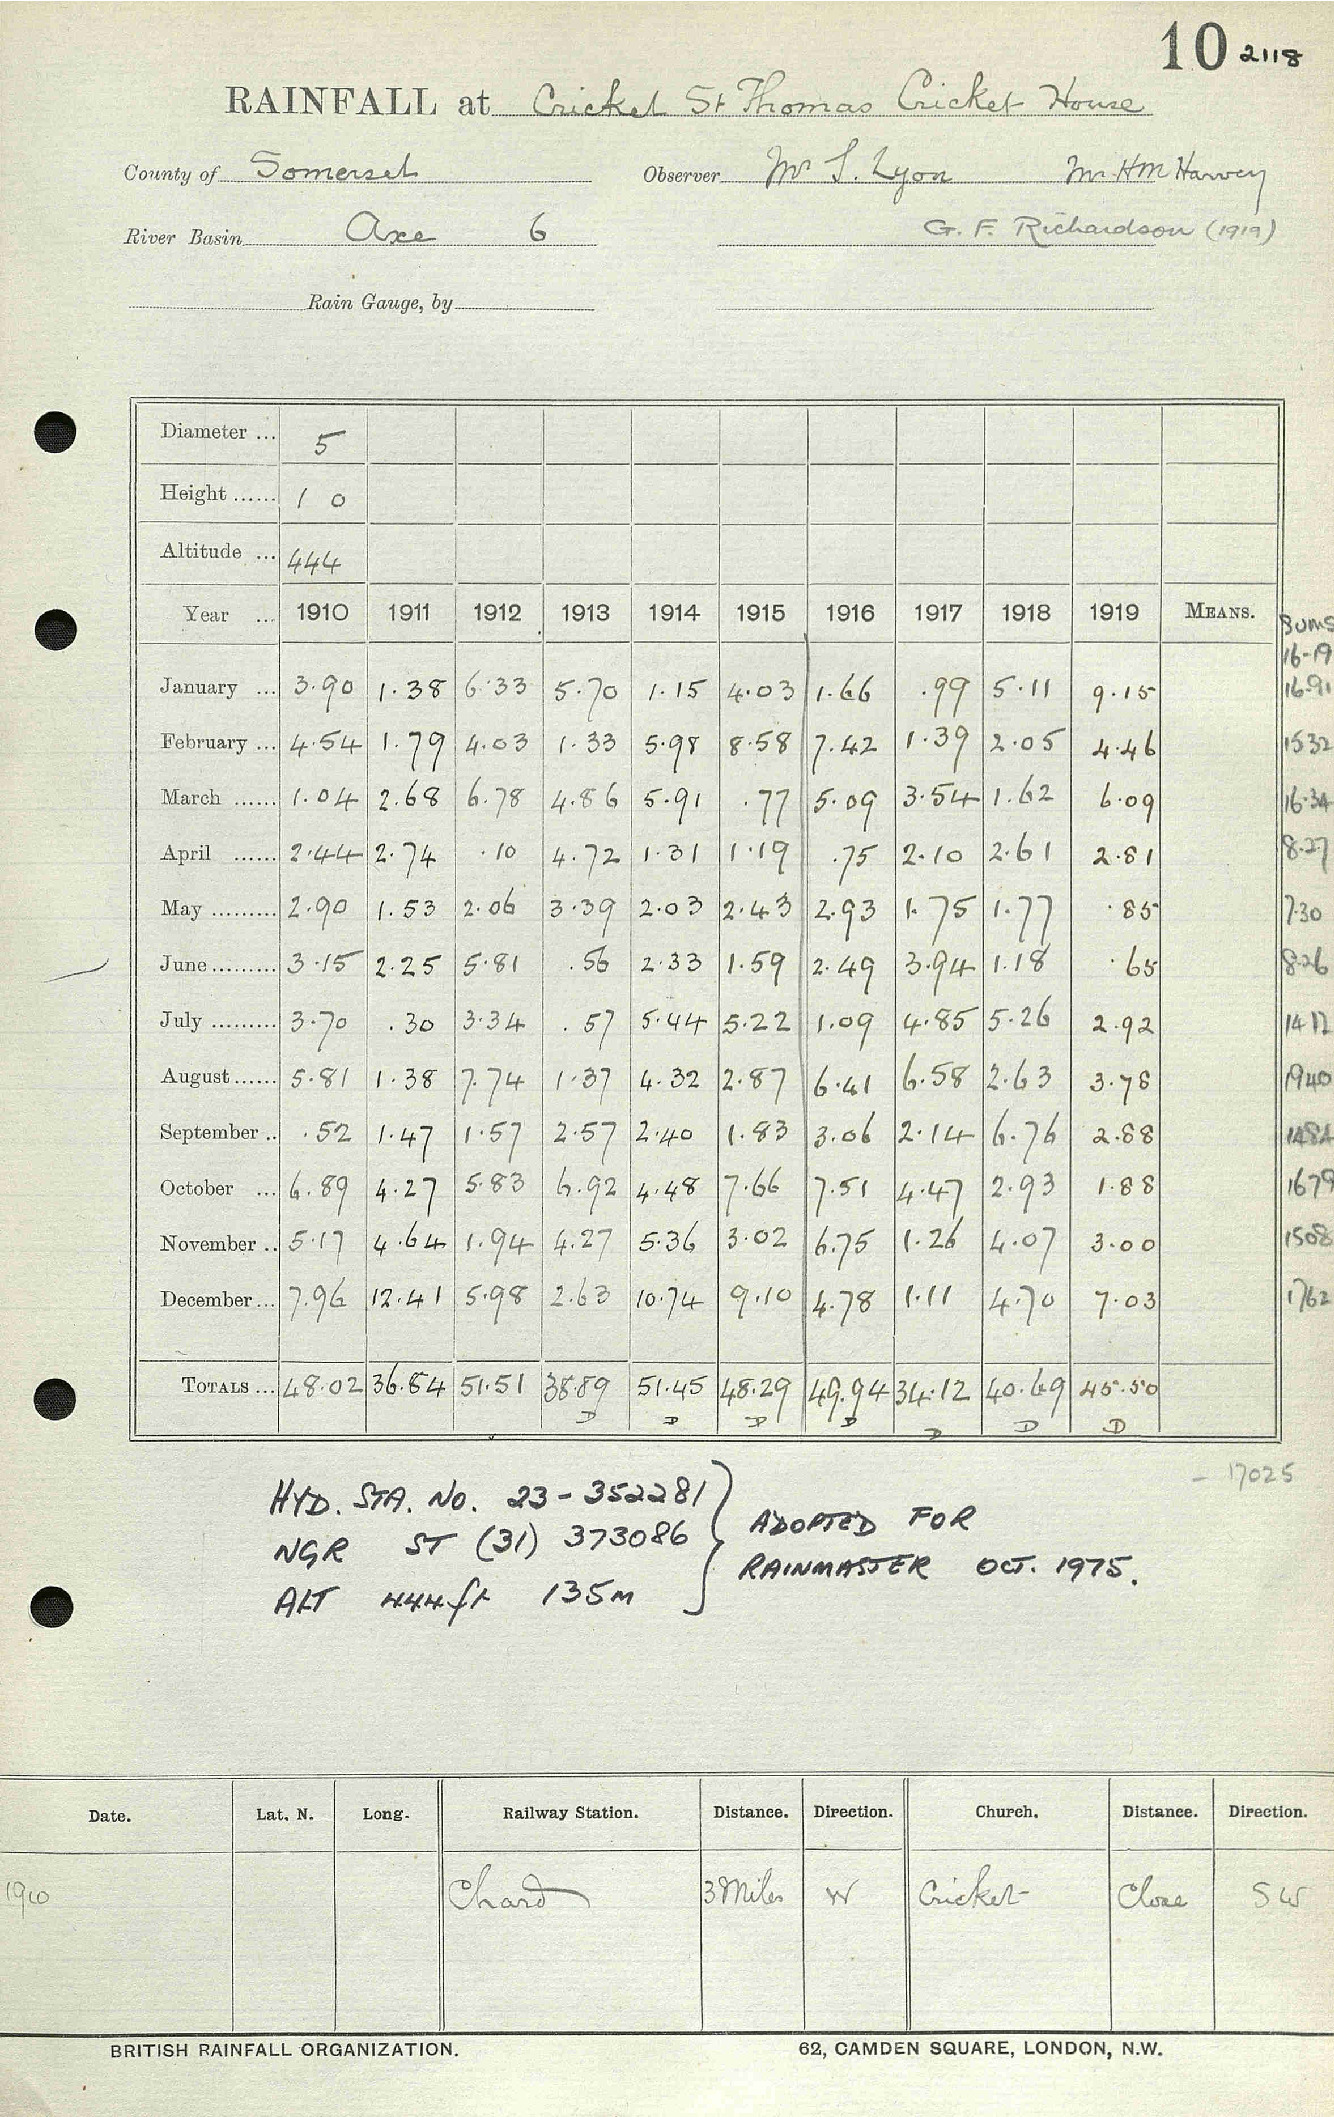 10 2118
RAINFALL at Cricket St Thomas Cricket House
County of Somerset Observer Mr S. Lyon Mr HM Harvey
River Basin Axe 6 G. F. Richardson (1919)
Rain Gauge, by
Diameter ... 5
Height ...... 1 0
Altitude ... 444
Year ... 1910 1911 1912 1913 1914 1915 1916 1917 1918 1919 MEANS. Sums
16-19
January ... 3.90 1.38 6.33 5.70 1.15 4.03 1.66 .99 5.11 9.15 16.91
February ... 4.54 1.79 4.03 1.33 5.98 8.58 7.42 1.39 2.05 4.46 1532
March ...... 1.04 2.68 6.78 4.86 5.91 .77 5.09 3.54 1.62 6.09 16.34
April ...... 2.44 2.74 .10 4.72 1.31 1.19 .75 2.10 2.61 2.81 8.27
May ......... 2.90 1.53 2.06 3.39 2.03 2.43 2.93 1.75 1.77 .85 7.30
June ......... 3.15 2.25 5.81 .56 2.33 1.59 2.49 3.94 1.18 .65 8.26
July ......... 3.70 .30 3.34 .57 5.44 5.22 1.09 4.85 5.26 2.92 1412
August ...... 5.81 1.38 7.74 1.37 4.32 2.87 6.41 6.58 2.63 3.78 1940
September .. .52 1.47 1.57 2.57 2.40 1.83 3.06 2.14 6.76 2.88 1484
October ... 6.89 4.27 5.83 6.92 4.48 7.66 7.51 4.47 2.93 1.88 1679
November .. 5.17 4.64 1.94 4.27 5.36 3.02 6.75 1.26 4.07 3.00 1508
December ... 7.96 12.41 5.98 2.63 10.74 9.10 4.78 1.11 4.70 7.03 1762
TOTALS ... 48.02 36.84 51.51 38.89 51.45 48.29 49.94 34.12 40.69 45.50
D D D D D D D
- 17025
HYD. STA. NO. 23-352281
NGR ST (31) 373086
ALT 444ft 135m
ADOPTED FOR
RAINMASTER OCT. 1975.
Date. Lat. N. Long. Railway Station. Distance. Direction. Church. Distance. Direction.
1910 Chard 3 Miles W Cricket Close SW
BRITISH RAINFALL ORGANIZATION. 62, CAMDEN SQUARE, LONDON, N.W.